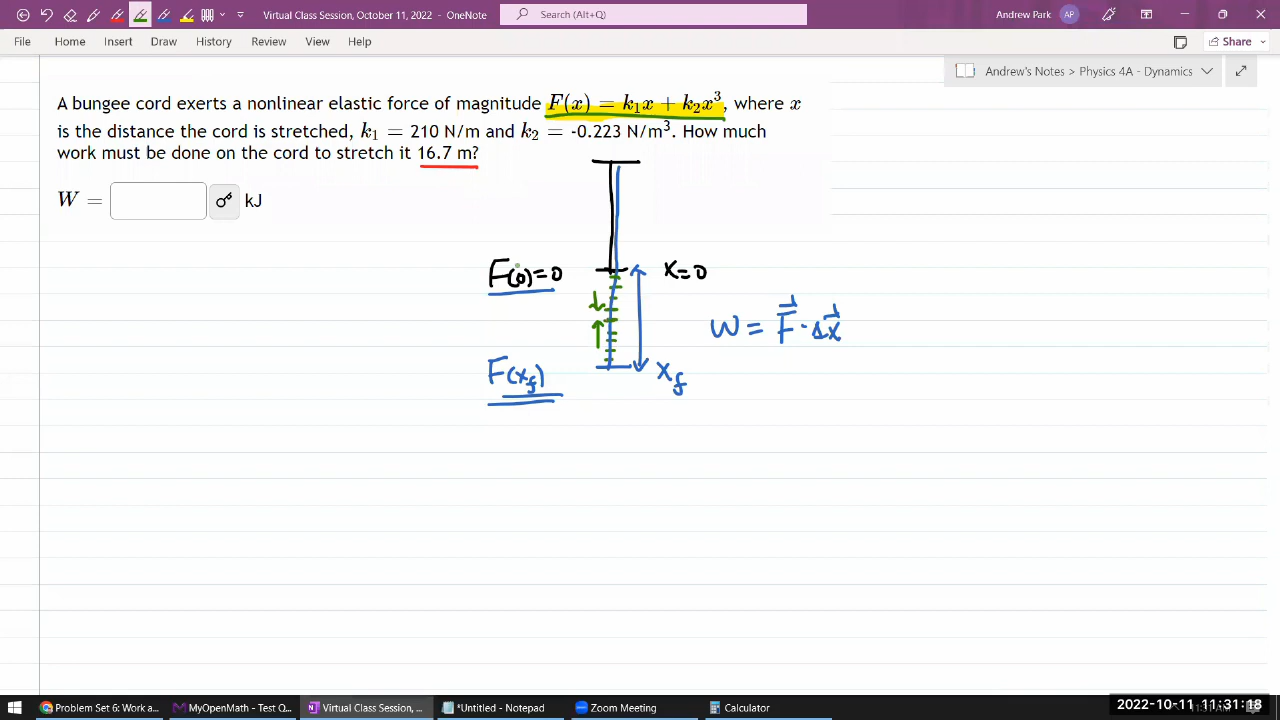 Virtual Class Session, October 11, 2022 - OneNote
Search (Alt+Q)
Andrew Park
AP
File Home Insert Draw History Review View Help
Share
Andrew's Notes > Physics 4A - Dynamics
A bungee cord exerts a nonlinear elastic force of magnitude F(x) = k₁x + k₂x³, where x
is the distance the cord is stretched, k₁ = 210 N/m and k₂ = -0.223 N/m³. How much
work must be done on the cord to stretch it 16.7 m?
W = kJ
F(0)=0 x=0
W = F⃗ · Δx⃗
F(x_f) x_f
Problem Set 6: Work a...
MyOpenMath - Test Q...
Virtual Class Session, ...
*Untitled - Notepad
Zoom Meeting
Calculator
2022-10-11 11:31:18